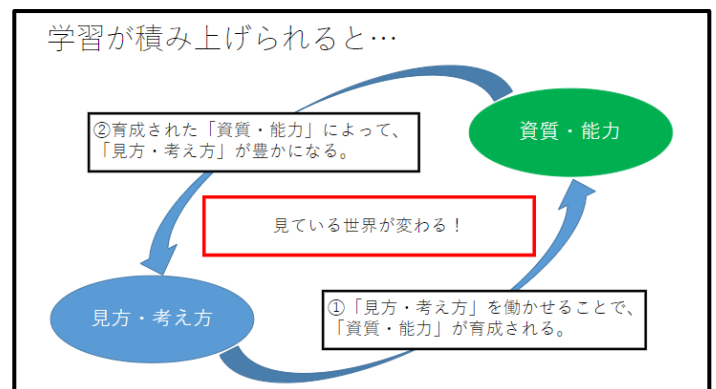 学習が積み上げられると…
②育成された「資質・能力」によって、
「見方・考え方」が豊かになる。
資質・能力
見ている世界が変わる！
見方・考え方
①「見方・考え方」を働かせることで、
「資質・能力」が育成される。